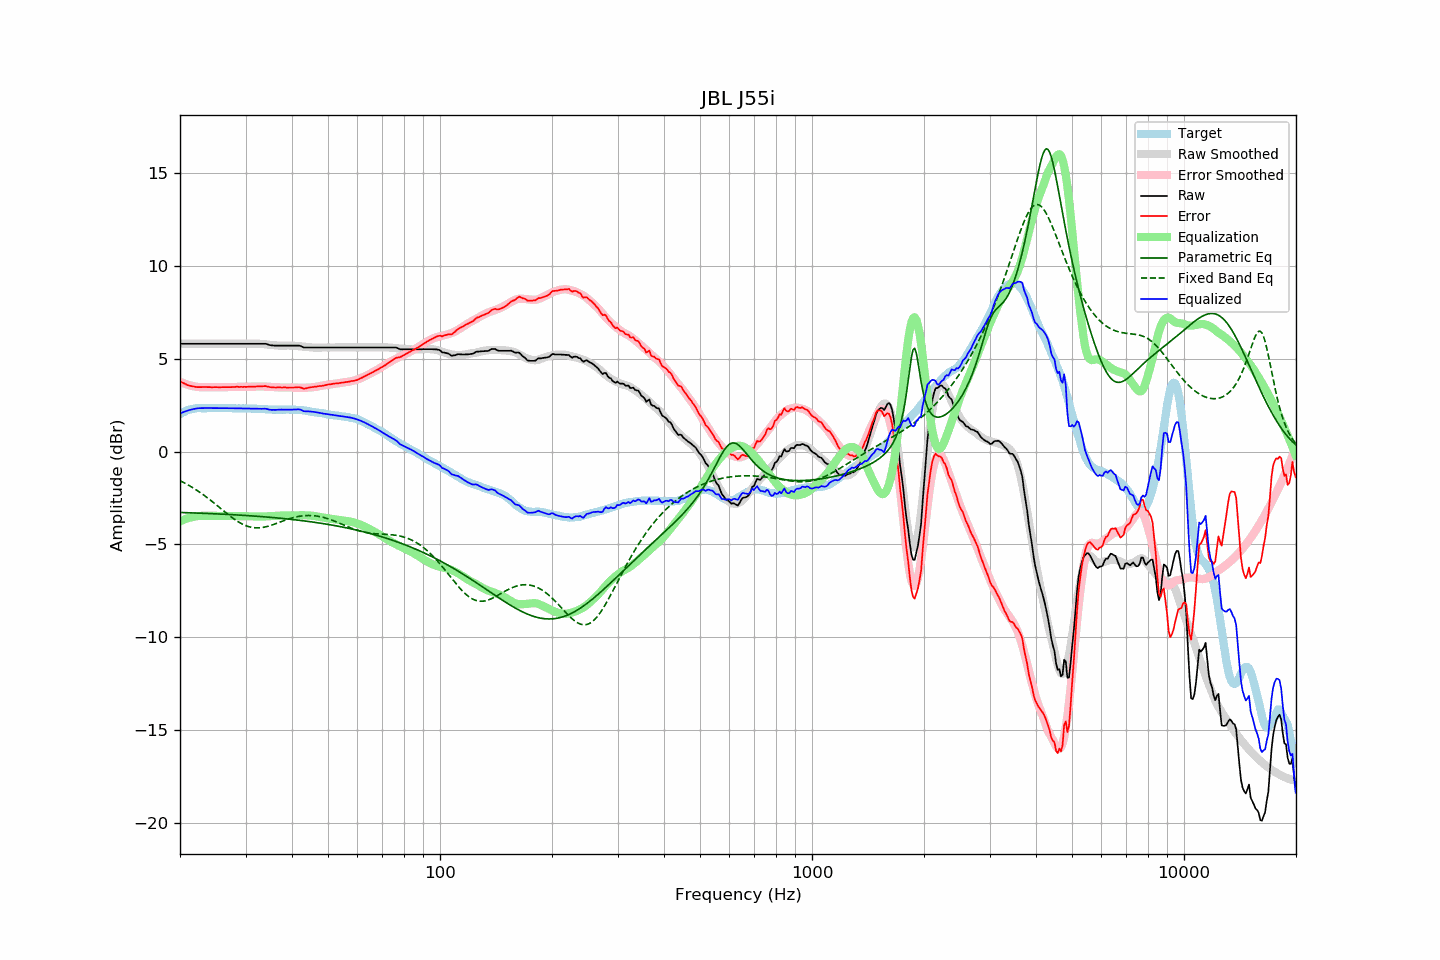 JBL J55i
Target
Raw Smoothed
Error Smoothed
Raw
Error
Equalization
Parametric Eq
Fixed Band Eq
Equalized
Amplitude (dBr)
15
10
5
0
−5
−10
−15
−20
100
1000
10000
Frequency (Hz)